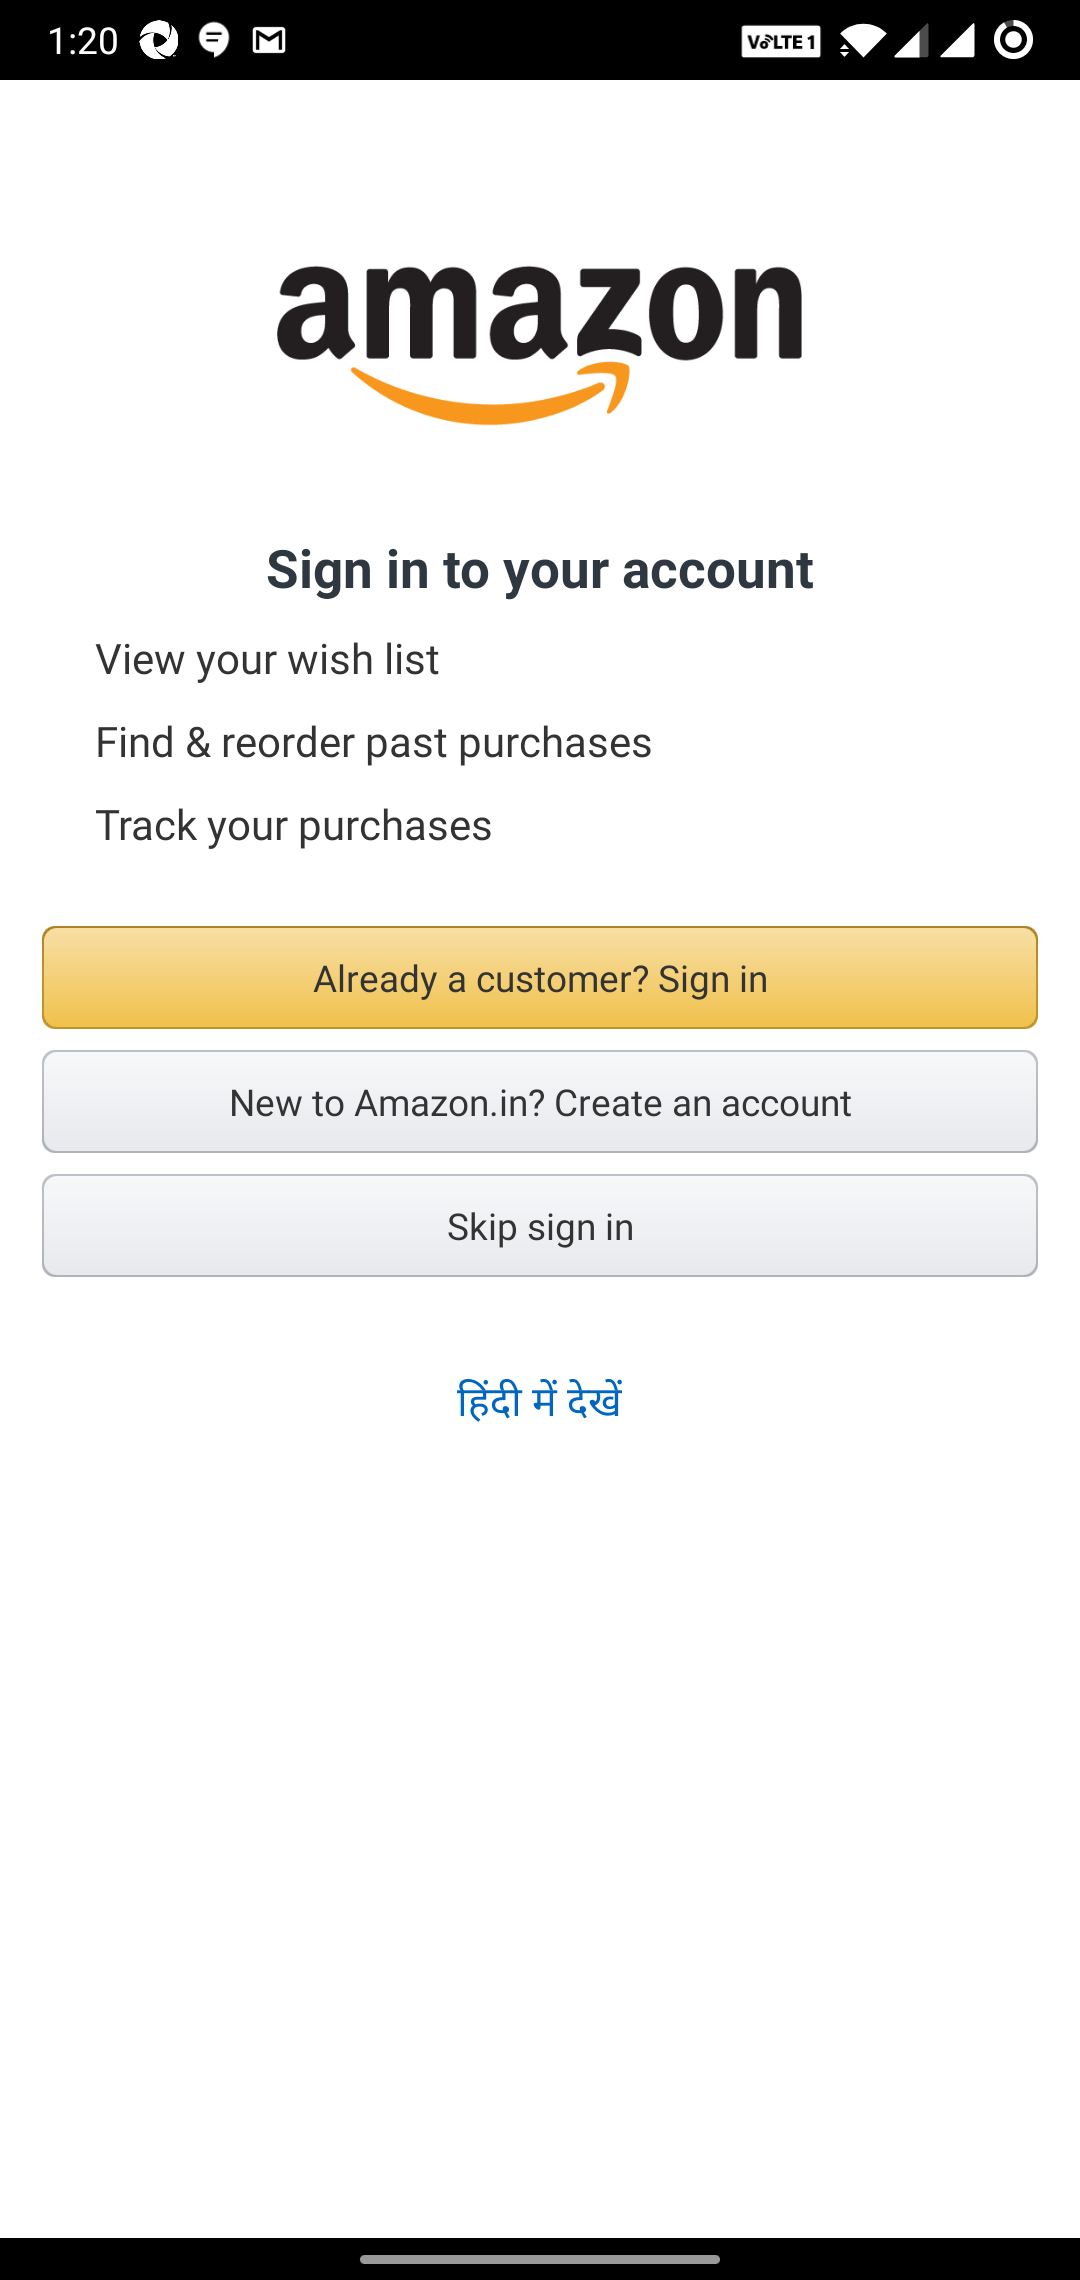 1:20
VoLTE 1
amazon
Sign in to your account
View your wish list
Find & reorder past purchases
Track your purchases
Already a customer? Sign in
New to Amazon.in? Create an account
Skip sign in
हिंदी में देखें